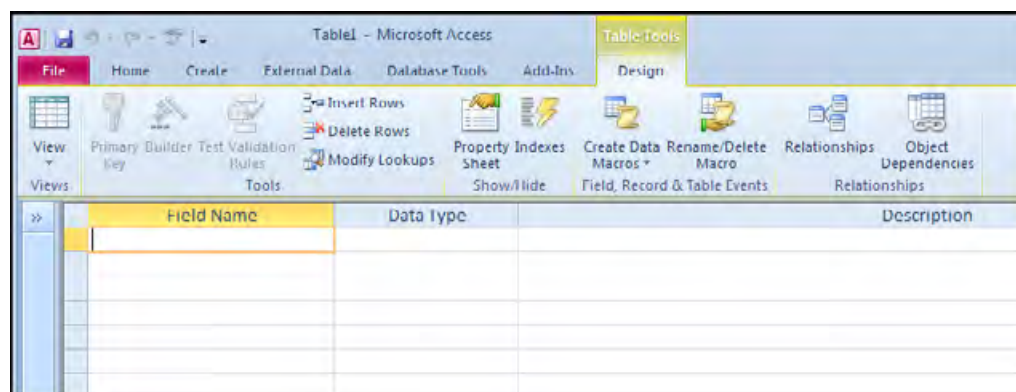 A Table1 - Microsoft Access Table Tools
File Home Create External Data Database Tools Add-Ins Design
View
Views
Primary Key
Builder
Test Validation Rules
Insert Rows
Delete Rows
Modify Lookups
Tools
Property Sheet
Indexes
Show/Hide
Create Data Macros
Rename/Delete Macro
Field, Record & Table Events
Relationships
Object Dependencies
Relationships
» Field Name Data Type Description